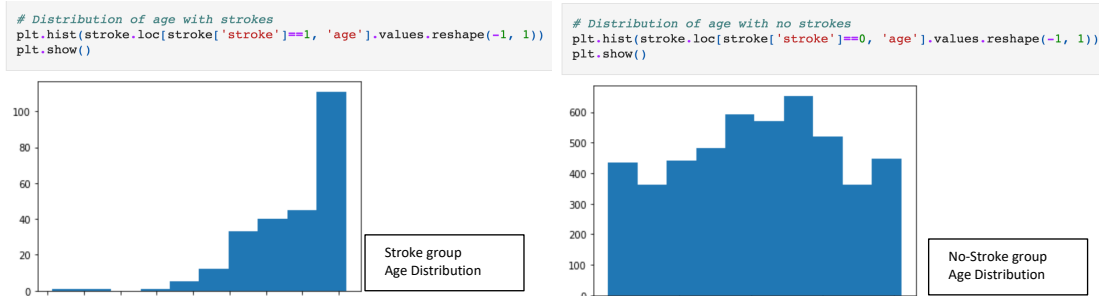 # Distribution of age with strokes
plt.hist(stroke.loc[stroke['stroke']==1, 'age'].values.reshape(-1, 1))
plt.show()
100
80
60
40
20
0
Stroke group
Age Distribution
# Distribution of age with no strokes
plt.hist(stroke.loc[stroke['stroke']==0, 'age'].values.reshape(-1, 1))
plt.show()
600
500
400
300
200
100
0
No-Stroke group
Age Distribution